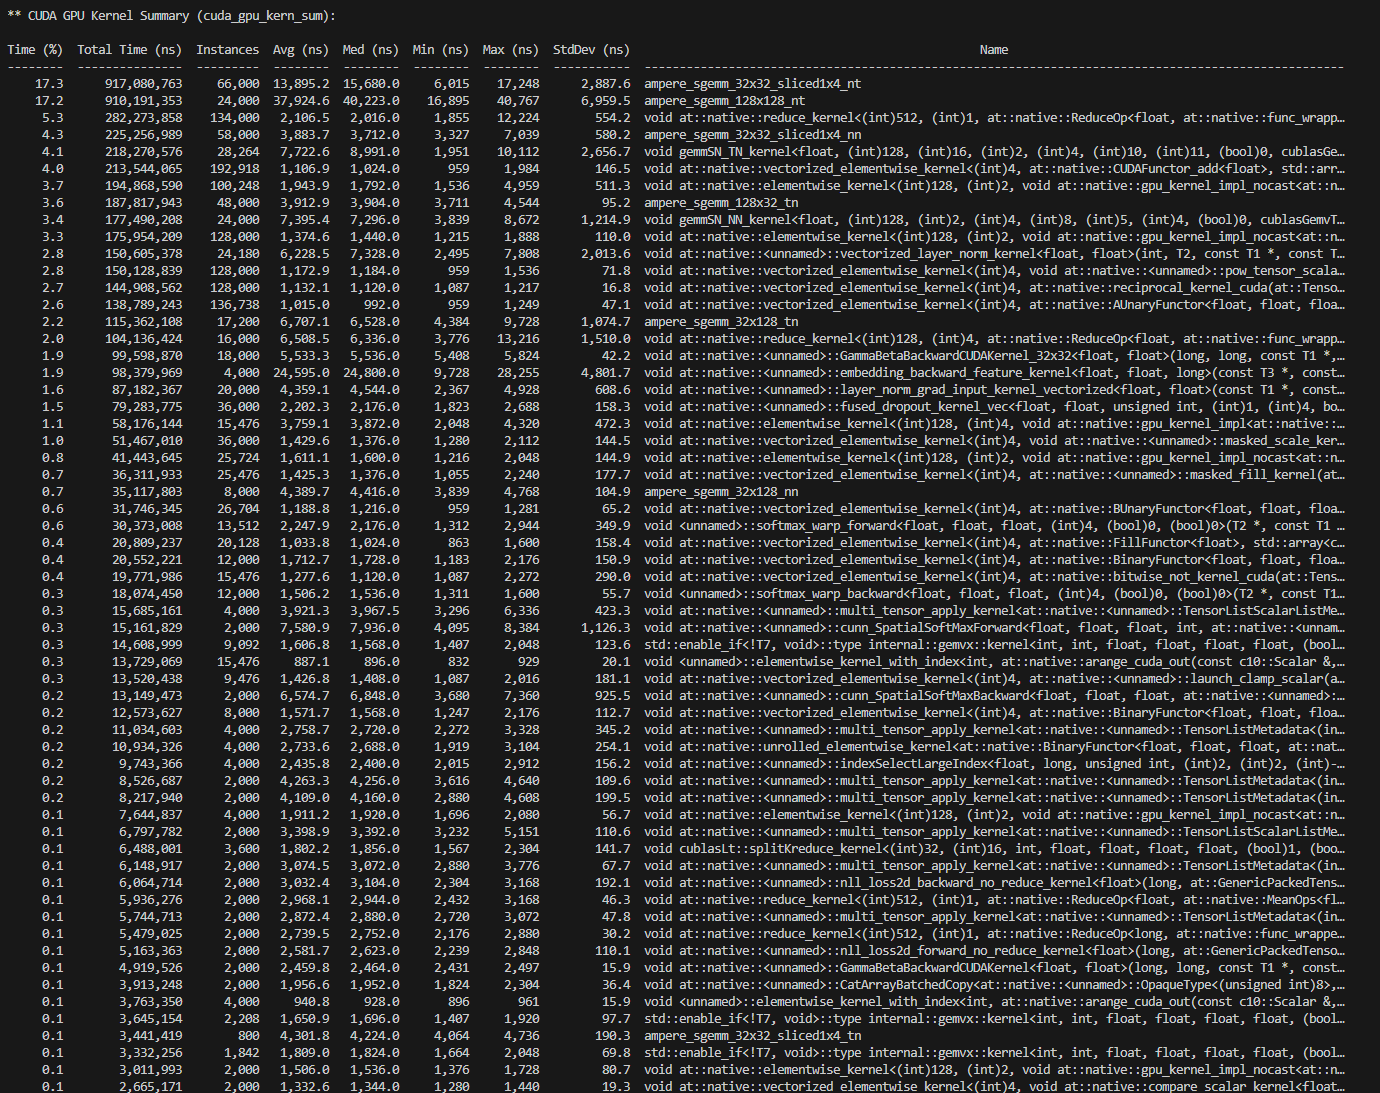 ** CUDA GPU Kernel Summary (cuda_gpu_kern_sum):
Time (%)  Total Time (ns)  Instances  Avg (ns)  Med (ns)  Min (ns)  Max (ns)  StdDev (ns)  Name
--------  ---------------  ---------  --------  --------  --------  --------  -----------  ----------------------------------------------------------------------------------------------------
17.3  917,080,763  66,000  13,895.2  15,680.0  6,015  17,248  2,887.6  ampere_sgemm_32x32_sliced1x4_nt
17.2  910,191,353  24,000  37,924.6  40,223.0  16,895  40,767  6,959.5  ampere_sgemm_128x128_nt
5.3  282,273,858  134,000  2,106.5  2,016.0  1,855  12,224  554.2  void at::native::reduce_kernel<(int)512, (int)1, at::native::ReduceOp<float, at::native::func_wrapp…
4.3  225,256,989  58,000  3,883.7  3,712.0  3,327  7,039  580.2  ampere_sgemm_32x32_sliced1x4_nn
4.1  218,270,576  28,264  7,722.6  8,991.0  1,951  10,112  2,656.7  void gemmSN_TN_kernel<float, (int)128, (int)16, (int)2, (int)4, (int)10, (int)11, (bool)0, cublasGe…
4.0  213,544,065  192,918  1,106.9  1,024.0  959  1,984  146.5  void at::native::vectorized_elementwise_kernel<(int)4, at::native::CUDAFunctor_add<float>, std::arr…
3.7  194,868,590  100,248  1,943.9  1,792.0  1,536  4,959  511.3  void at::native::elementwise_kernel<(int)128, (int)2, void at::native::gpu_kernel_impl_nocast<at::n…
3.6  187,817,943  48,000  3,912.9  3,904.0  3,711  4,544  95.2  ampere_sgemm_128x32_tn
3.4  177,490,208  24,000  7,395.4  7,296.0  3,839  8,672  1,214.9  void gemmSN_NN_kernel<float, (int)128, (int)2, (int)4, (int)8, (int)5, (int)4, (bool)0, cublasGemvT…
3.3  175,954,209  128,000  1,374.6  1,440.0  1,215  1,888  110.0  void at::native::elementwise_kernel<(int)128, (int)2, void at::native::gpu_kernel_impl_nocast<at::n…
2.8  150,605,378  24,180  6,228.5  7,328.0  2,495  7,808  2,013.6  void at::native::<unnamed>::vectorized_layer_norm_kernel<float, float>(int, T2, const T1 *, const T…
2.8  150,128,839  128,000  1,172.9  1,184.0  959  1,536  71.8  void at::native::vectorized_elementwise_kernel<(int)4, void at::native::<unnamed>::pow_tensor_scala…
2.7  144,908,562  128,000  1,132.1  1,120.0  1,087  1,217  16.8  void at::native::vectorized_elementwise_kernel<(int)4, at::native::reciprocal_kernel_cuda(at::Tenso…
2.6  138,789,243  136,738  1,015.0  992.0  959  1,249  47.1  void at::native::vectorized_elementwise_kernel<(int)4, at::native::AUnaryFunctor<float, float, floa…
2.2  115,362,108  17,200  6,707.1  6,528.0  4,384  9,728  1,074.7  ampere_sgemm_32x128_tn
2.0  104,136,424  16,000  6,508.5  6,336.0  3,776  13,216  1,510.0  void at::native::reduce_kernel<(int)128, (int)4, at::native::ReduceOp<float, at::native::func_wrapp…
1.9  99,598,870  18,000  5,533.3  5,536.0  5,408  5,824  42.2  void at::native::<unnamed>::GammaBetaBackwardCUDAKernel_32x32<float, float>(long, long, const T1 *,…
1.9  98,379,969  4,000  24,595.0  24,800.0  9,728  28,255  4,801.7  void at::native::<unnamed>::embedding_backward_feature_kernel<float, float, long>(const T3 *, const…
1.6  87,182,367  20,000  4,359.1  4,544.0  2,367  4,928  608.6  void at::native::<unnamed>::layer_norm_grad_input_kernel_vectorized<float, float>(const T1 *, const…
1.5  79,283,775  36,000  2,202.3  2,176.0  1,823  2,688  158.3  void at::native::<unnamed>::fused_dropout_kernel_vec<float, float, unsigned int, (int)1, (int)4, bo…
1.1  58,176,144  15,476  3,759.1  3,872.0  2,048  4,320  472.3  void at::native::elementwise_kernel<(int)128, (int)4, void at::native::gpu_kernel_impl<at::native::…
1.0  51,467,010  36,000  1,429.6  1,376.0  1,280  2,112  144.5  void at::native::vectorized_elementwise_kernel<(int)4, void at::native::<unnamed>::masked_scale_ker…
0.8  41,443,645  25,724  1,611.1  1,600.0  1,216  2,048  144.9  void at::native::elementwise_kernel<(int)128, (int)2, void at::native::gpu_kernel_impl_nocast<at::n…
0.7  36,311,933  25,476  1,425.3  1,376.0  1,055  2,240  177.7  void at::native::vectorized_elementwise_kernel<(int)4, at::native::<unnamed>::masked_fill_kernel(at…
0.7  35,117,803  8,000  4,389.7  4,416.0  3,839  4,768  104.9  ampere_sgemm_32x128_nn
0.6  31,746,345  26,704  1,188.8  1,216.0  959  1,281  65.2  void at::native::vectorized_elementwise_kernel<(int)4, at::native::BUnaryFunctor<float, float, floa…
0.6  30,373,008  13,512  2,247.9  2,176.0  1,312  2,944  349.9  void <unnamed>::softmax_warp_forward<float, float, float, (int)4, (bool)0, (bool)0>(T2 *, const T1 …
0.4  20,809,237  20,128  1,033.8  1,024.0  863  1,600  158.4  void at::native::vectorized_elementwise_kernel<(int)4, at::native::FillFunctor<float>, std::array<c…
0.4  20,552,221  12,000  1,712.7  1,728.0  1,183  2,176  150.9  void at::native::vectorized_elementwise_kernel<(int)4, at::native::BinaryFunctor<float, float, floa…
0.4  19,771,986  15,476  1,277.6  1,120.0  1,087  2,272  290.0  void at::native::vectorized_elementwise_kernel<(int)4, at::native::bitwise_not_kernel_cuda(at::Tens…
0.3  18,074,450  12,000  1,506.2  1,536.0  1,311  1,600  55.7  void <unnamed>::softmax_warp_backward<float, float, float, (int)4, (bool)0, (bool)0>(T2 *, const T1…
0.3  15,685,161  4,000  3,921.3  3,967.5  3,296  6,336  423.3  void at::native::<unnamed>::multi_tensor_apply_kernel<at::native::<unnamed>::TensorListScalarListMe…
0.3  15,161,829  2,000  7,580.9  7,936.0  4,095  8,384  1,126.3  void at::native::<unnamed>::cunn_SpatialSoftMaxForward<float, float, float, int, at::native::<unnam…
0.3  14,608,999  9,092  1,606.8  1,568.0  1,407  2,048  123.6  std::enable_if<!T7, void>::type internal::gemvx::kernel<int, int, float, float, float, float, (bool…
0.3  13,729,069  15,476  887.1  896.0  832  929  20.1  void <unnamed>::elementwise_kernel_with_index<int, at::native::arange_cuda_out(const c10::Scalar &,…
0.3  13,520,438  9,476  1,426.8  1,408.0  1,087  2,016  181.1  void at::native::vectorized_elementwise_kernel<(int)4, at::native::<unnamed>::launch_clamp_scalar(a…
0.2  13,149,473  2,000  6,574.7  6,848.0  3,680  7,360  925.5  void at::native::<unnamed>::cunn_SpatialSoftMaxBackward<float, float, float, at::native::<unnamed>:…
0.2  12,573,627  8,000  1,571.7  1,568.0  1,247  2,176  112.7  void at::native::vectorized_elementwise_kernel<(int)4, at::native::BinaryFunctor<float, float, floa…
0.2  11,034,603  4,000  2,758.7  2,720.0  2,272  3,328  345.2  void at::native::<unnamed>::multi_tensor_apply_kernel<at::native::<unnamed>::TensorListMetadata<(in…
0.2  10,934,326  4,000  2,733.6  2,688.0  1,919  3,104  254.1  void at::native::unrolled_elementwise_kernel<at::native::BinaryFunctor<float, float, float, at::nat…
0.2  9,743,366  4,000  2,435.8  2,400.0  2,015  2,912  156.2  void at::native::<unnamed>::indexSelectLargeIndex<float, long, unsigned int, (int)2, (int)2, (int)-…
0.2  8,526,687  2,000  4,263.3  4,256.0  3,616  4,640  109.6  void at::native::<unnamed>::multi_tensor_apply_kernel<at::native::<unnamed>::TensorListMetadata<(in…
0.2  8,217,940  2,000  4,109.0  4,160.0  2,880  4,608  199.5  void at::native::<unnamed>::multi_tensor_apply_kernel<at::native::<unnamed>::TensorListMetadata<(in…
0.1  7,644,837  4,000  1,911.2  1,920.0  1,696  2,080  56.7  void at::native::elementwise_kernel<(int)128, (int)2, void at::native::gpu_kernel_impl_nocast<at::n…
0.1  6,797,782  2,000  3,398.9  3,392.0  3,232  5,151  110.6  void at::native::<unnamed>::multi_tensor_apply_kernel<at::native::<unnamed>::TensorListScalarListMe…
0.1  6,488,001  3,600  1,802.2  1,856.0  1,567  2,304  141.7  void cublasLt::splitKreduce_kernel<(int)32, (int)16, int, float, float, float, float, (bool)1, (boo…
0.1  6,148,917  2,000  3,074.5  3,072.0  2,880  3,776  67.7  void at::native::<unnamed>::multi_tensor_apply_kernel<at::native::<unnamed>::TensorListMetadata<(in…
0.1  6,064,714  2,000  3,032.4  3,104.0  2,304  3,168  192.1  void at::native::<unnamed>::nll_loss2d_backward_no_reduce_kernel<float>(long, at::GenericPackedTens…
0.1  5,936,276  2,000  2,968.1  2,944.0  2,432  3,168  46.3  void at::native::reduce_kernel<(int)512, (int)1, at::native::ReduceOp<float, at::native::MeanOps<fl…
0.1  5,744,713  2,000  2,872.4  2,880.0  2,720  3,072  47.8  void at::native::<unnamed>::multi_tensor_apply_kernel<at::native::<unnamed>::TensorListMetadata<(in…
0.1  5,479,025  2,000  2,739.5  2,752.0  2,176  2,880  30.2  void at::native::reduce_kernel<(int)512, (int)1, at::native::ReduceOp<long, at::native::func_wrappe…
0.1  5,163,363  2,000  2,581.7  2,623.0  2,239  2,848  110.1  void at::native::<unnamed>::nll_loss2d_forward_no_reduce_kernel<float>(long, at::GenericPackedTenso…
0.1  4,919,526  2,000  2,459.8  2,464.0  2,431  2,497  15.9  void at::native::<unnamed>::GammaBetaBackwardCUDAKernel<float, float>(long, long, const T1 *, const…
0.1  3,913,248  2,000  1,956.6  1,952.0  1,824  2,304  36.4  void at::native::<unnamed>::CatArrayBatchedCopy<at::native::<unnamed>::OpaqueType<(unsigned int)8>,…
0.1  3,763,350  4,000  940.8  928.0  896  961  15.9  void <unnamed>::elementwise_kernel_with_index<int, at::native::arange_cuda_out(const c10::Scalar &,…
0.1  3,645,154  2,208  1,650.9  1,696.0  1,407  1,920  97.7  std::enable_if<!T7, void>::type internal::gemvx::kernel<int, int, float, float, float, float, (bool…
0.1  3,441,419  800  4,301.8  4,224.0  4,064  4,736  190.3  ampere_sgemm_32x32_sliced1x4_tn
0.1  3,332,256  1,842  1,809.0  1,824.0  1,664  2,048  69.8  std::enable_if<!T7, void>::type internal::gemvx::kernel<int, int, float, float, float, float, (bool…
0.1  3,011,993  2,000  1,506.0  1,536.0  1,376  1,728  80.7  void at::native::elementwise_kernel<(int)128, (int)2, void at::native::gpu_kernel_impl_nocast<at::n…
0.1  2,665,171  2,000  1,332.6  1,344.0  1,280  1,440  19.3  void at::native::vectorized_elementwise_kernel<(int)4, void at::native::compare_scalar_kernel<float…